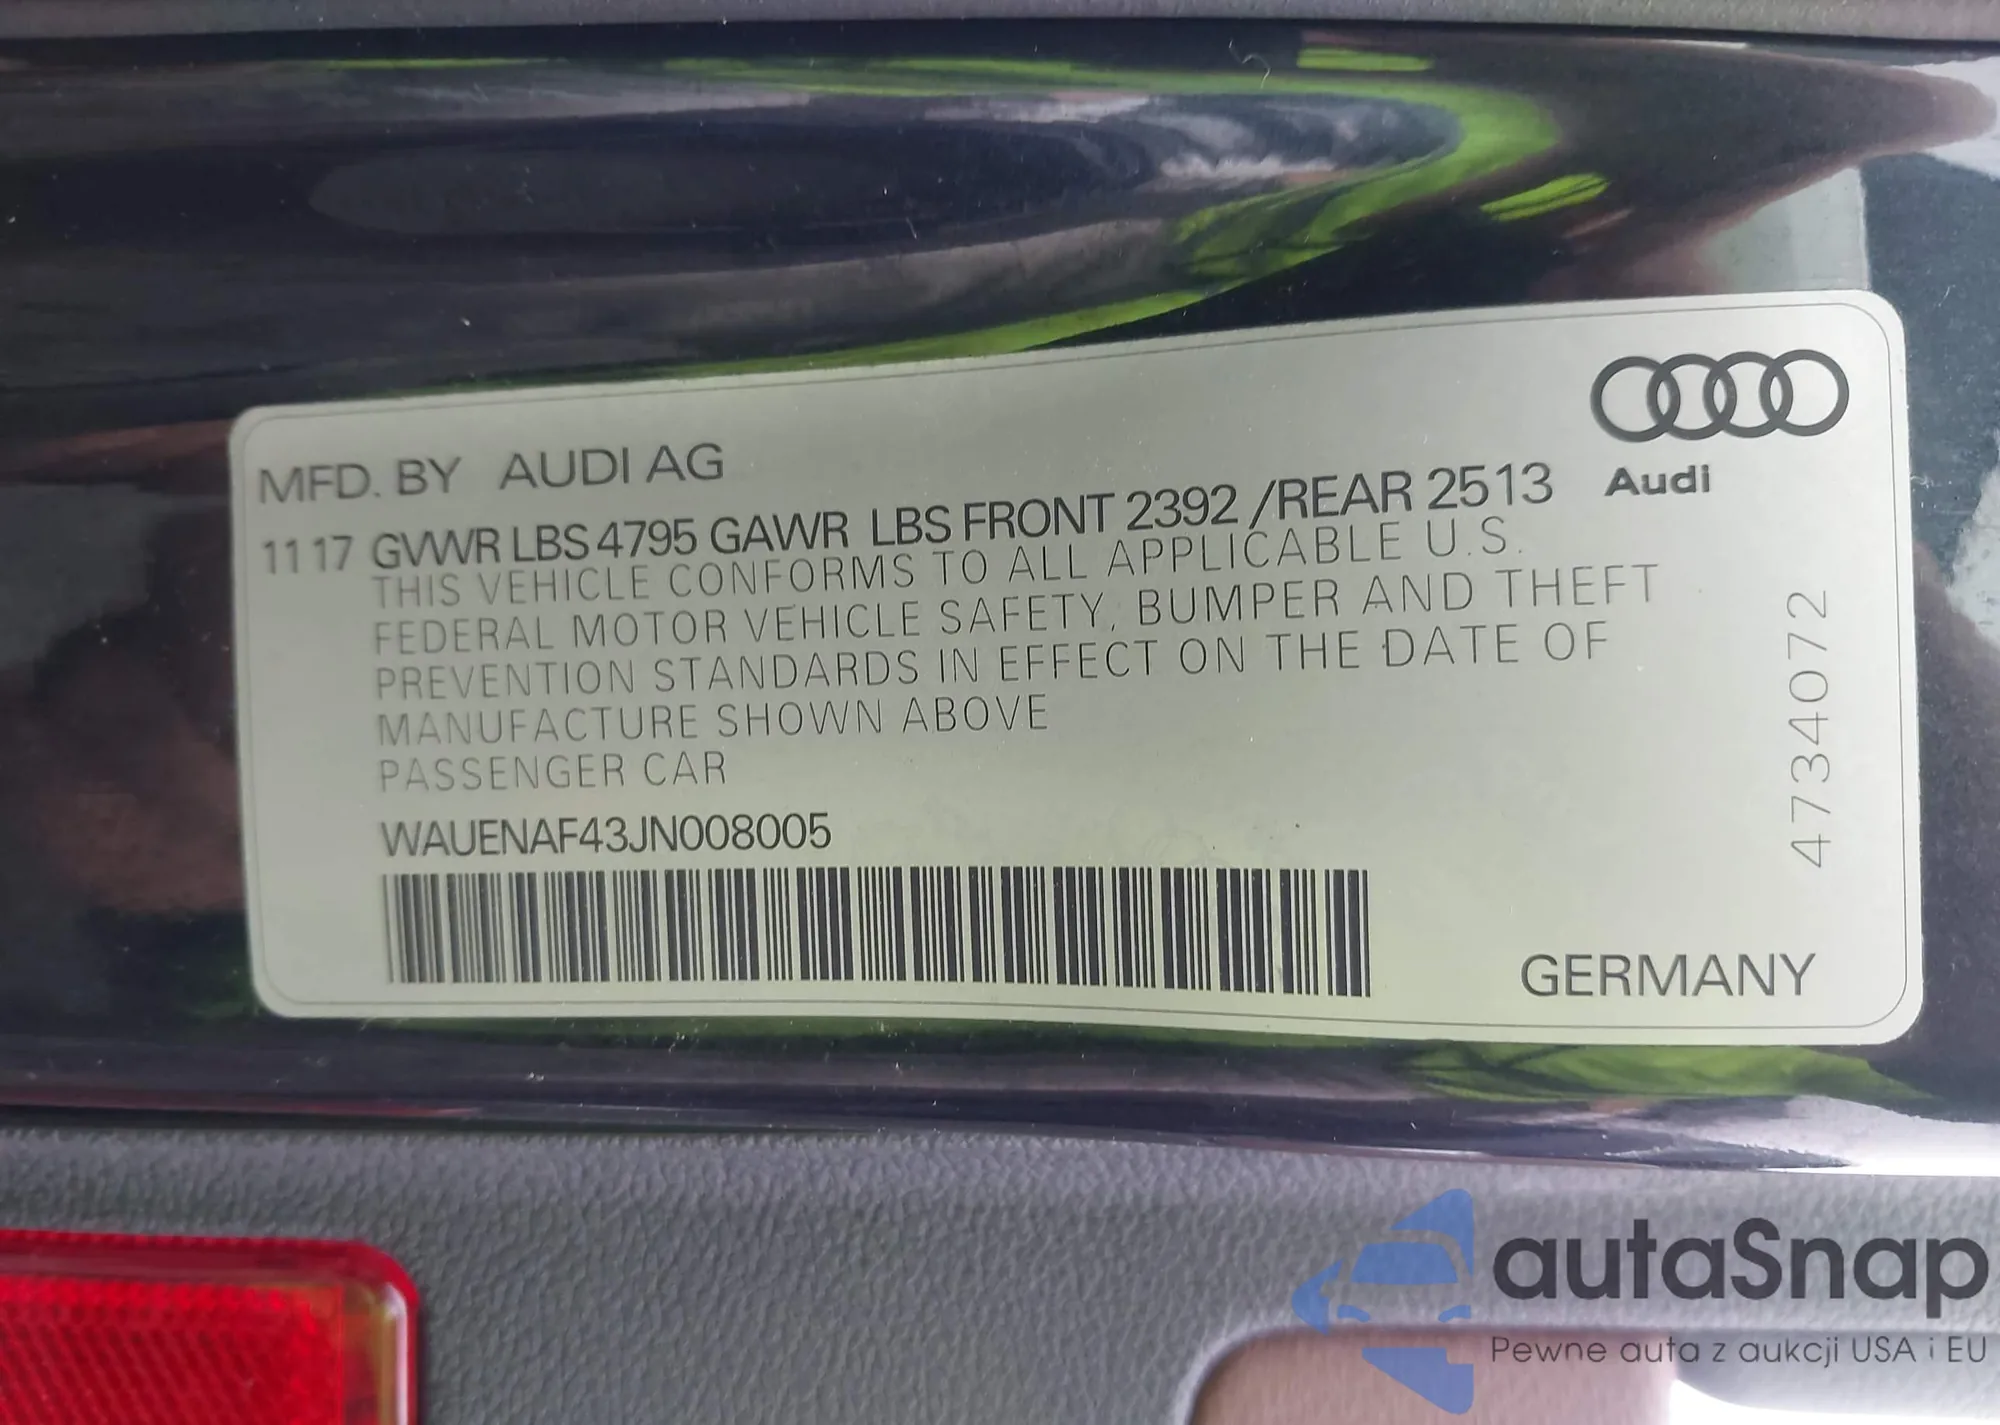 MFD. BY AUDI AG
Audi
11 17 GVWR LBS 4795 GAWR LBS FRONT 2392 /REAR 2513
THIS VEHICLE CONFORMS TO ALL APPLICABLE U.S.
FEDERAL MOTOR VEHICLE SAFETY, BUMPER AND THEFT
PREVENTION STANDARDS IN EFFECT ON THE DATE OF
MANUFACTURE SHOWN ABOVE
PASSENGER CAR
WAUENAF43JN008005
GERMANY
4734072
autaSnap
Pewne auta z aukcji USA i EU